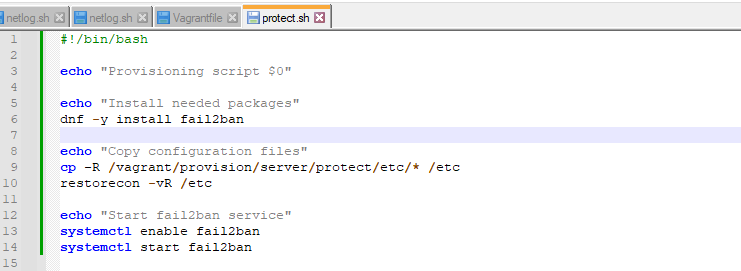 netlog.sh netlog.sh Vagrantfile protect.sh
1 #!/bin/bash
2
3 echo "Provisioning script $0"
4
5 echo "Install needed packages"
6 dnf -y install fail2ban
7
8 echo "Copy configuration files"
9 cp -R /vagrant/provision/server/protect/etc/* /etc
10 restorecon -vR /etc
11
12 echo "Start fail2ban service"
13 systemctl enable fail2ban
14 systemctl start fail2ban
15